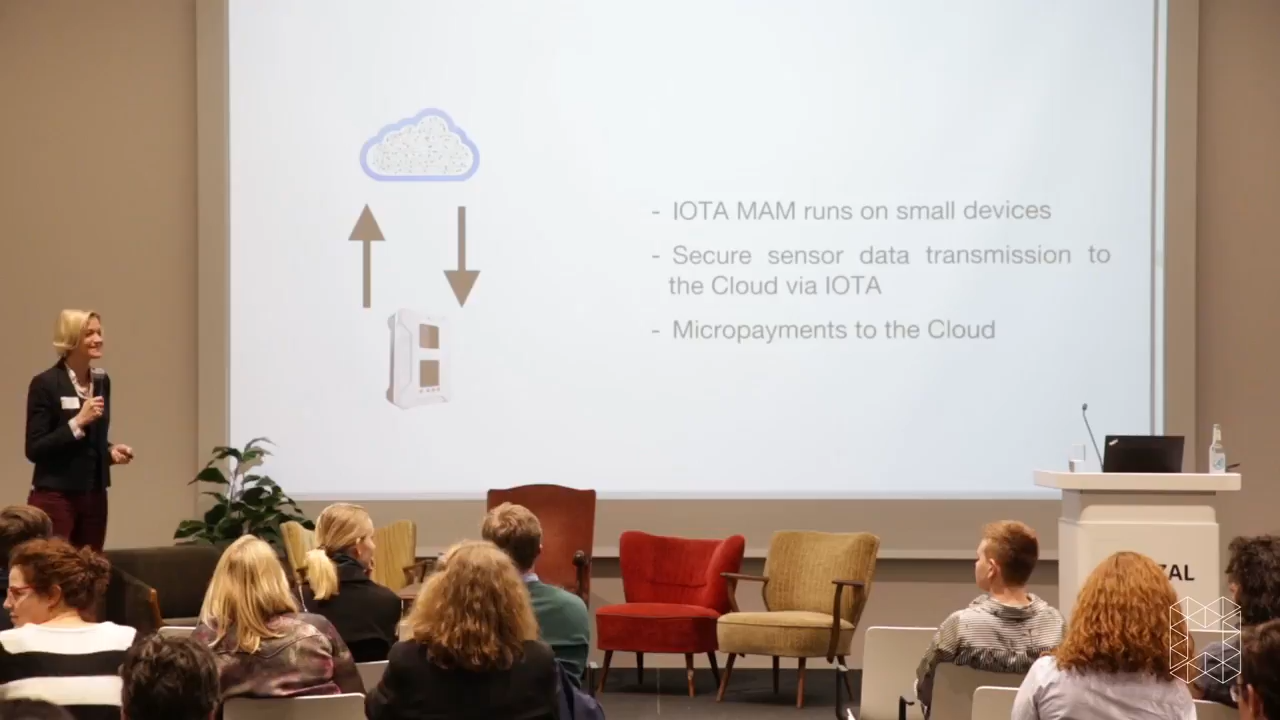 - IOTA MAM runs on small devices
- Secure sensor data transmission to
the Cloud via IOTA
- Micropayments to the Cloud
ZAL